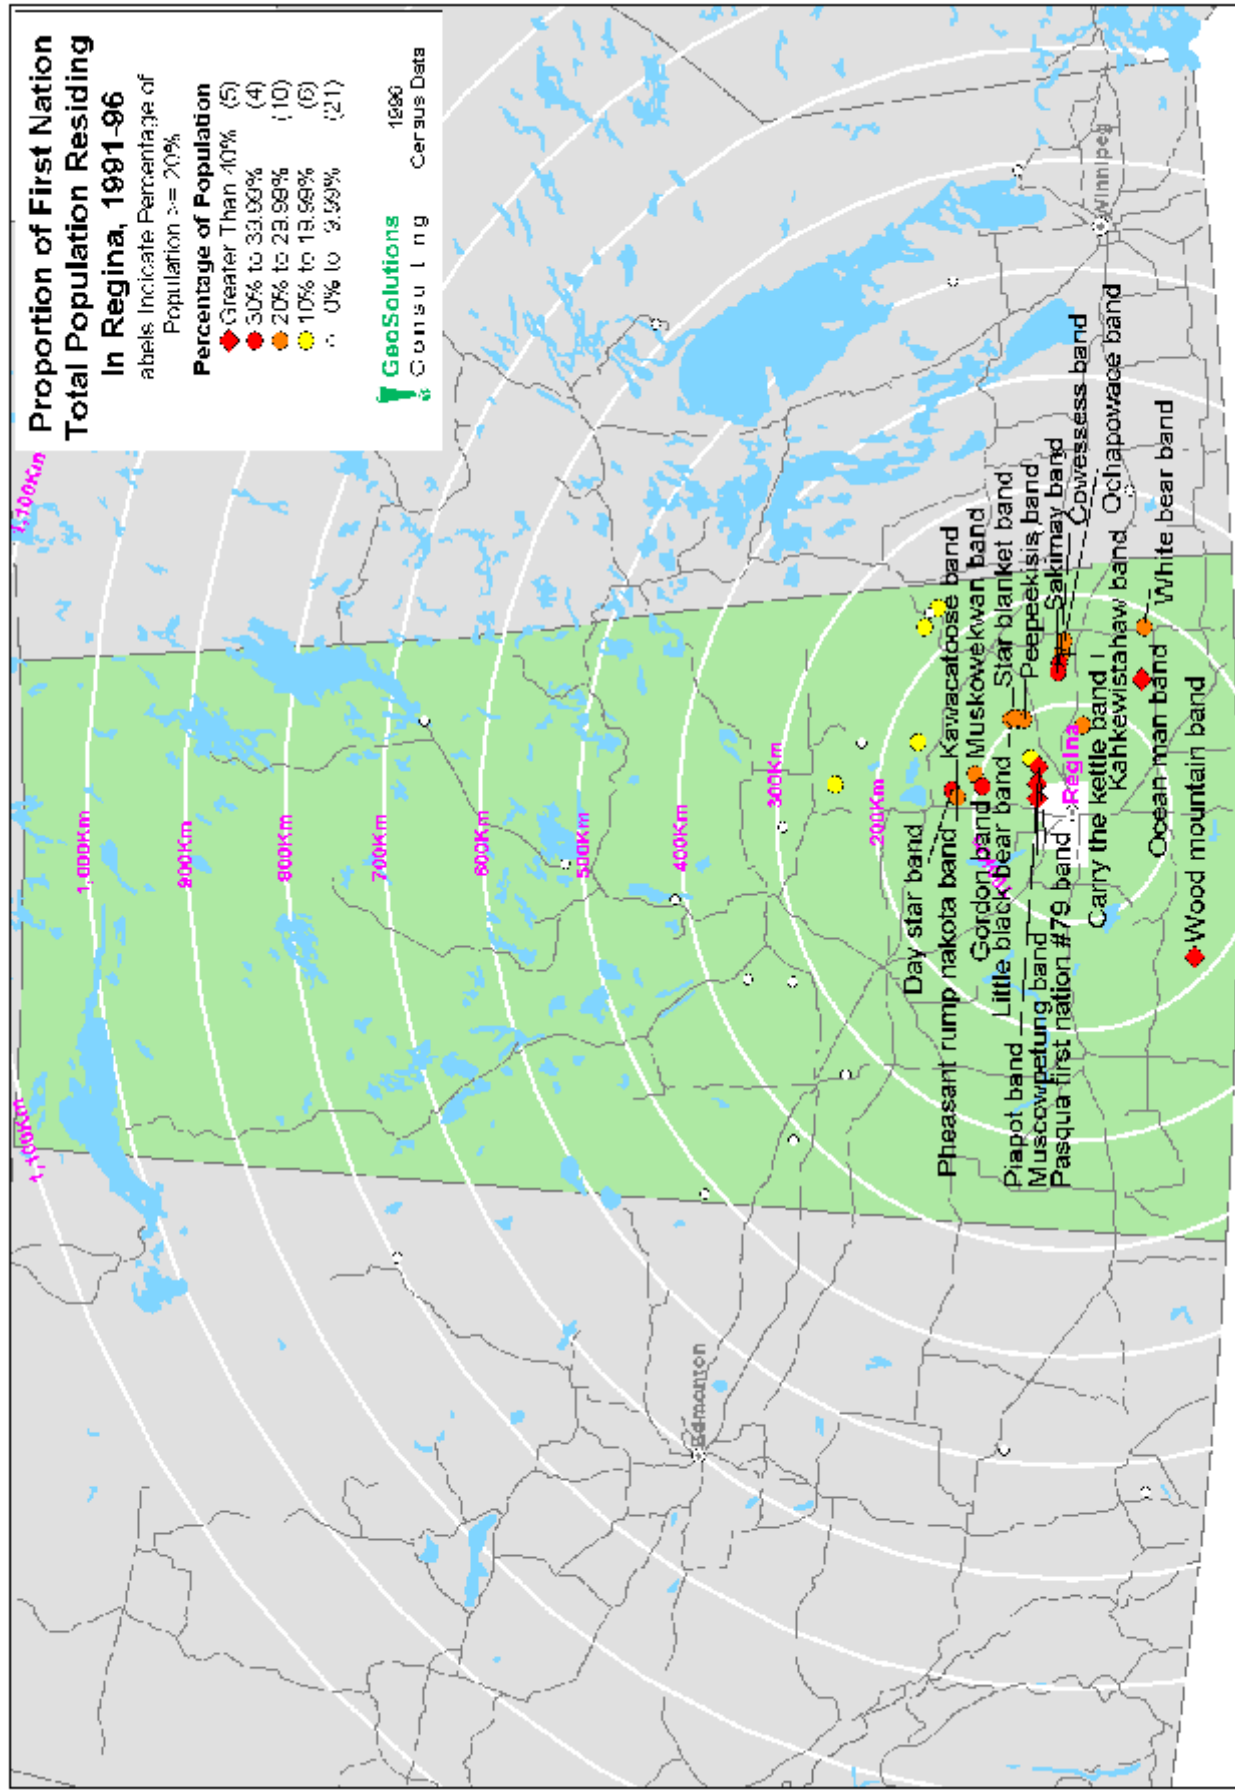 Proportion of First Nation
Total Population Residing
In Regina, 1991-96
abels Indicate Percentage of
Population >= 20%
Percentage of Population
Greater Than 40% (5)
30% to 39.99% (4)
20% to 29.99% (10)
10% to 19.99% (6)
0% to 9.99% (21)
GeoSolutions
Consulting
1996
Census Data
1,100Km
1,100Km
1,000Km
900Km
800Km
700Km
600Km
500Km
400Km
300Km
200Km
Edmonton
Winnipeg
Regina
Day star band
Kawacatoose band
Pheasant rump nakota band
Muskowekwan band
Gordon band
Star blanket band
Little black bear band
Peepeekisis band
Piapot band
Sakimay band
Muscowpetung band
Cowessess band
Pasqua first nation #79 band
Ochapowace band
Carry the kettle band
Kahkewistahaw band
White bear band
Ocean man band
Wood mountain band